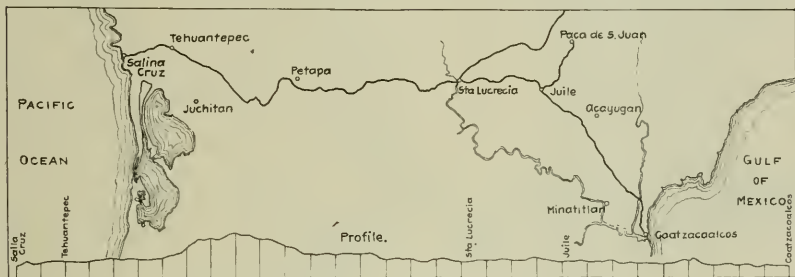 Tehuantepec
Salina
Cruz
Petapa
Juchitan
PACIFIC
OCEAN
Paca de S. Juan
Sta Lucrecia
Juile
Acayugan
Minatitlan
Coatzacoalcos
GULF
OF
MEXICO
Profile.
Salina
Cruz
Tehuantepec
Sta Lucrecia
Juile
Coatzacoalcos